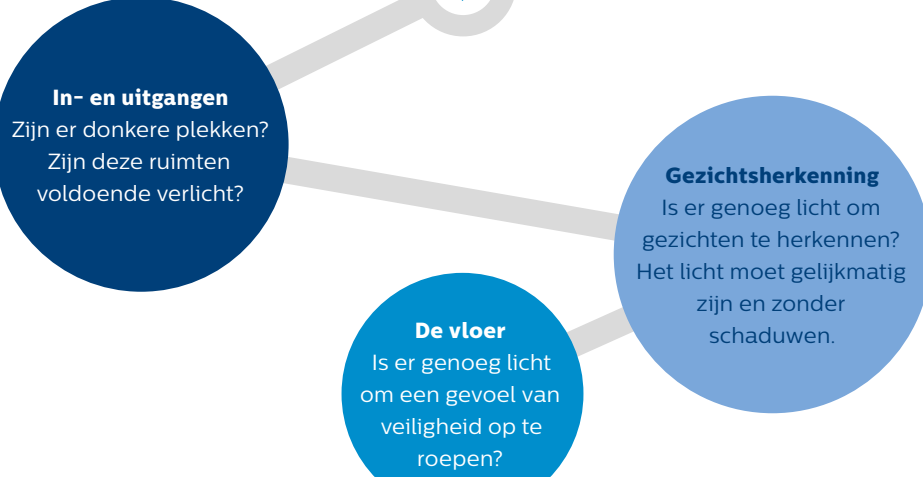 In- en uitgangen
Zijn er donkere plekken?
Zijn deze ruimten
voldoende verlicht?
Gezichtsherkenning
Is er genoeg licht om
gezichten te herkennen?
Het licht moet gelijkmatig
zijn en zonder
schaduwen.
De vloer
Is er genoeg licht
om een gevoel van
veiligheid op te
roepen?